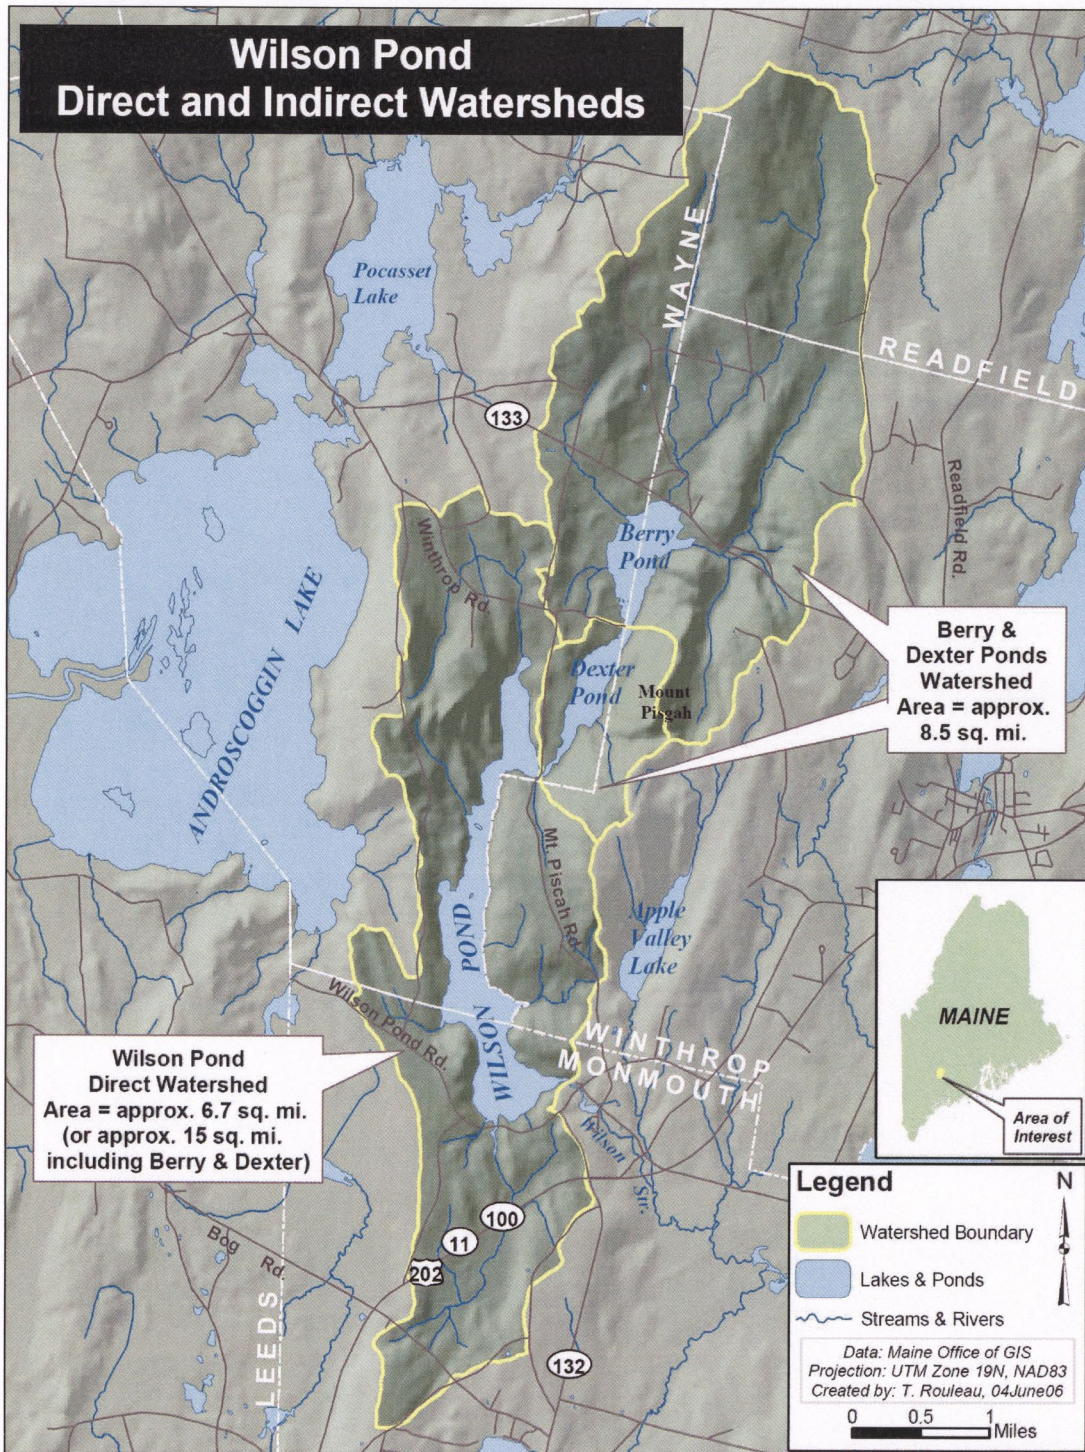 Wilson Pond
Direct and Indirect Watersheds
Pocasset
Lake
WAYNE
READFIELD
133
Readfield Rd.
Berry
Pond
Winthrop Rd.
ANDROSCOGGIN LAKE
Dexter
Pond
Mount
Pisgah
Berry &
Dexter Ponds
Watershed
Area = approx.
8.5 sq. mi.
Mt. Piscah Rd.
WILSON POND
Apple
Valley
Lake
Wilson Pond Rd.
WINTHROP
MONMOUTH
Wilson Str.
Wilson Pond
Direct Watershed
Area = approx. 6.7 sq. mi.
(or approx. 15 sq. mi.
including Berry & Dexter)
MAINE
Area of
Interest
100
11
202
Bog Rd.
LEEDS
132
Legend
N
Watershed Boundary
Lakes & Ponds
Streams & Rivers
Data: Maine Office of GIS
Projection: UTM Zone 19N, NAD83
Created by: T. Rouleau, 04June06
0 0.5 1
Miles